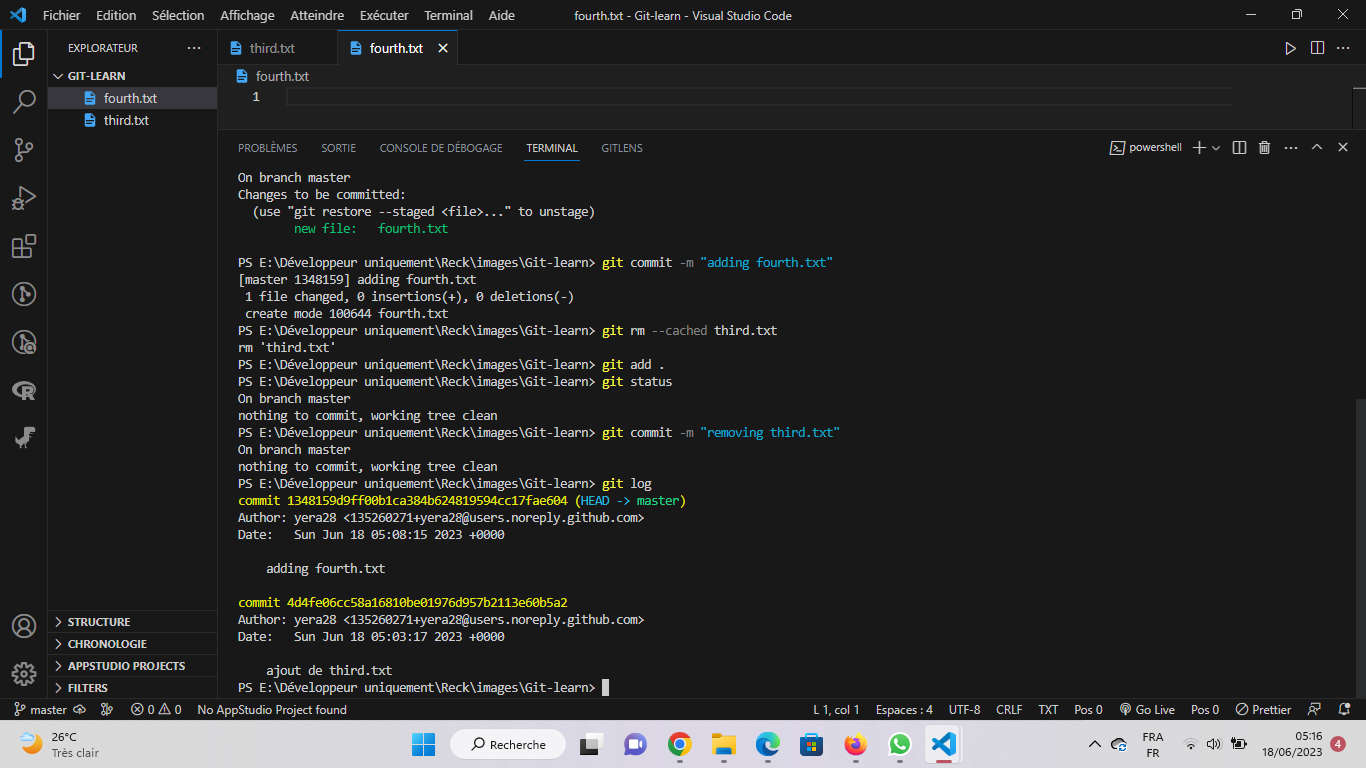 Fichier Edition Sélection Affichage Atteindre Exécuter Terminal Aide fourth.txt - Git-learn - Visual Studio Code
EXPLORATEUR
GIT-LEARN
fourth.txt
third.txt
STRUCTURE
CHRONOLOGIE
APPSTUDIO PROJECTS
FILTERS
third.txt fourth.txt
fourth.txt
1
PROBLÈMES SORTIE CONSOLE DE DÉBOGAGE TERMINAL GITLENS powershell
On branch master
Changes to be committed:
(use "git restore --staged <file>..." to unstage)
new file: fourth.txt
PS E:\Développeur uniquement\Reck\images\Git-learn> git commit -m "adding fourth.txt"
[master 1348159] adding fourth.txt
1 file changed, 0 insertions(+), 0 deletions(-)
create mode 100644 fourth.txt
PS E:\Développeur uniquement\Reck\images\Git-learn> git rm --cached third.txt
rm 'third.txt'
PS E:\Développeur uniquement\Reck\images\Git-learn> git add .
PS E:\Développeur uniquement\Reck\images\Git-learn> git status
On branch master
nothing to commit, working tree clean
PS E:\Développeur uniquement\Reck\images\Git-learn> git commit -m "removing third.txt"
On branch master
nothing to commit, working tree clean
PS E:\Développeur uniquement\Reck\images\Git-learn> git log
commit 1348159d9ff00b1ca384b624819594cc17fae604 (HEAD -> master)
Author: yera28 <135260271+yera28@users.noreply.github.com>
Date: Sun Jun 18 05:08:15 2023 +0000
adding fourth.txt
commit 4d4fe06cc58a16810be01976d957b2113e60b5a2
Author: yera28 <135260271+yera28@users.noreply.github.com>
Date: Sun Jun 18 05:03:17 2023 +0000
ajout de third.txt
PS E:\Développeur uniquement\Reck\images\Git-learn>
master 0 0 No AppStudio Project found L 1, col 1 Espaces : 4 UTF-8 CRLF TXT Pos 0 Go Live Pos 0 Prettier
26°C
Très clair
Recherche
FRA
FR
05:16
18/06/2023
4